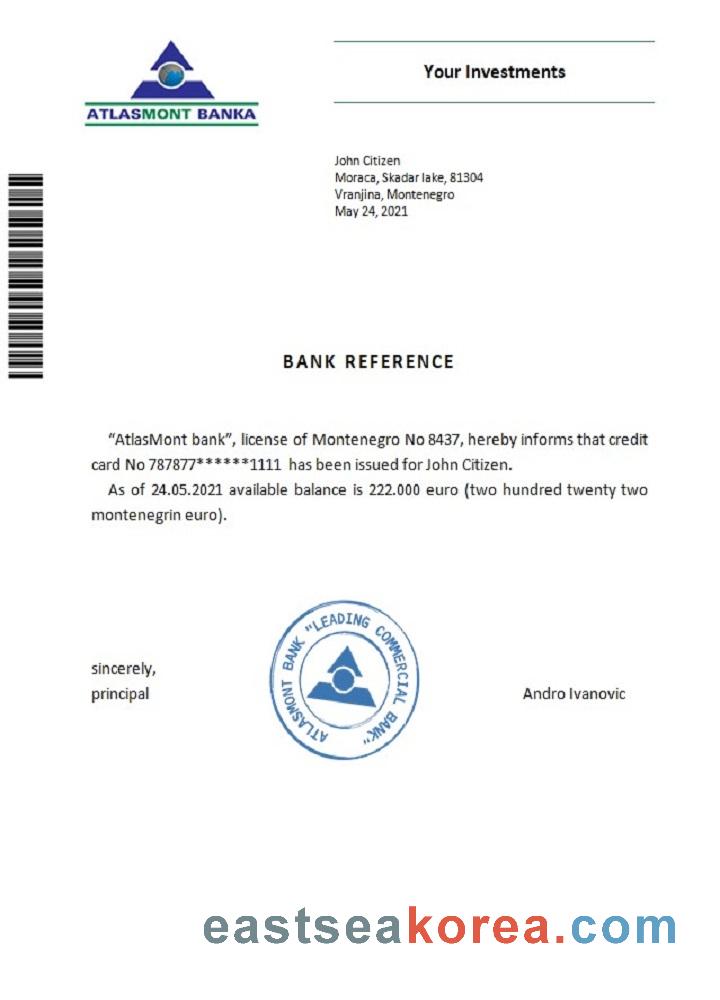 ATLASMONT BANKA
Your Investments
John Citizen
Moraca, Skadar lake, 81304
Vranjina, Montenegro
May 24, 2021
BANK REFERENCE
“AtlasMont bank”, license of Montenegro No 8437, hereby informs that credit
card No 787877******1111 has been issued for John Citizen.
As of 24.05.2021 available balance is 222.000 euro (two hundred twenty two
montenegrin euro).
ATLASMONT BANK "LEADING COMMERCIAL BANK"
sincerely,
principal
Andro Ivanovic
eastseakorea.com